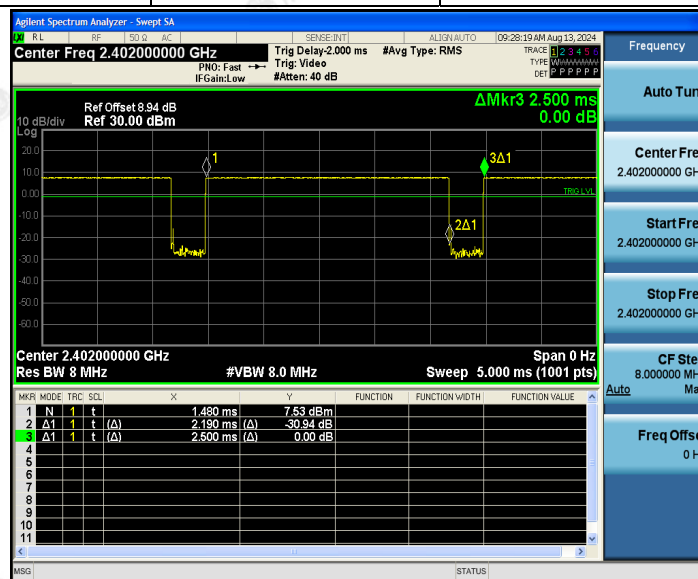 Agilent Spectrum Analyzer - Swept SA
LXI RL RF 50 Ω AC SENSE:INT ALIGN AUTO 09:28:19 AM Aug 13, 2024
Center Freq 2.402000000 GHz
PNO: Fast
IFGain:Low
Trig Delay-2.000 ms
Trig: Video
#Atten: 40 dB
#Avg Type: RMS
TRACE 1 2 3 4 5 6
TYPE WWWWWW
DET P P P P P P
Ref Offset 8.94 dB
Ref 30.00 dBm
ΔMkr3 2.500 ms
0.00 dB
10 dB/div
Log
20.0
10.0
0.00
-10.0
-20.0
-30.0
-40.0
-50.0
-60.0
1
3Δ1
TRIG LVL
2Δ1
Center 2.402000000 GHz
Span 0 Hz
Res BW 8 MHz #VBW 8.0 MHz Sweep 5.000 ms (1001 pts)
MKR MODE TRC SCL X Y FUNCTION FUNCTION WIDTH FUNCTION VALUE
1 N 1 t 1.480 ms 7.53 dBm
2 Δ1 1 t (Δ) 2.190 ms (Δ) -30.94 dB
3 Δ1 1 t (Δ) 2.500 ms (Δ) 0.00 dB
4
5
6
7
8
9
10
11
MSG STATUS
Frequency
Auto Tun
Center Fre
2.402000000 GH
Start Fre
2.402000000 GH
Stop Fre
2.402000000 GH
CF Ste
8.000000 MH
Auto Ma
Freq Offse
0 H